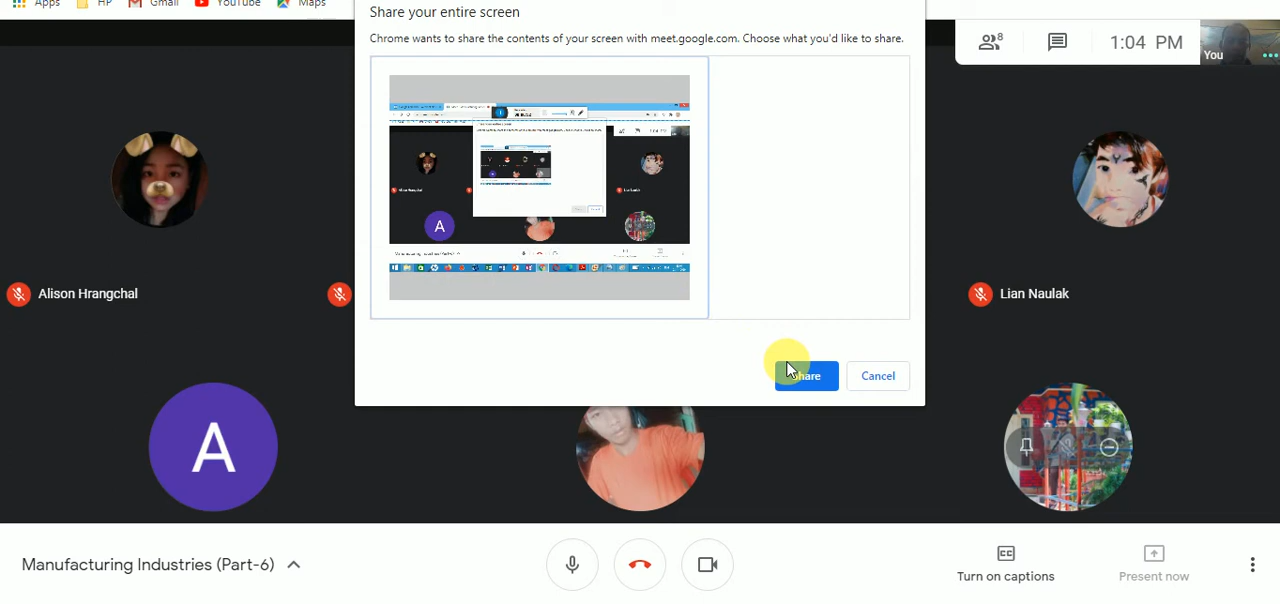 Apps HP Gmail YouTube Maps
Share your entire screen
Chrome wants to share the contents of your screen with meet.google.com. Choose what you'd like to share.
8
1:04 PM
You
A
Alison Hrangchal
Lian Naulak
Share
Cancel
A
Manufacturing Industries (Part-6)
Turn on captions
Present now